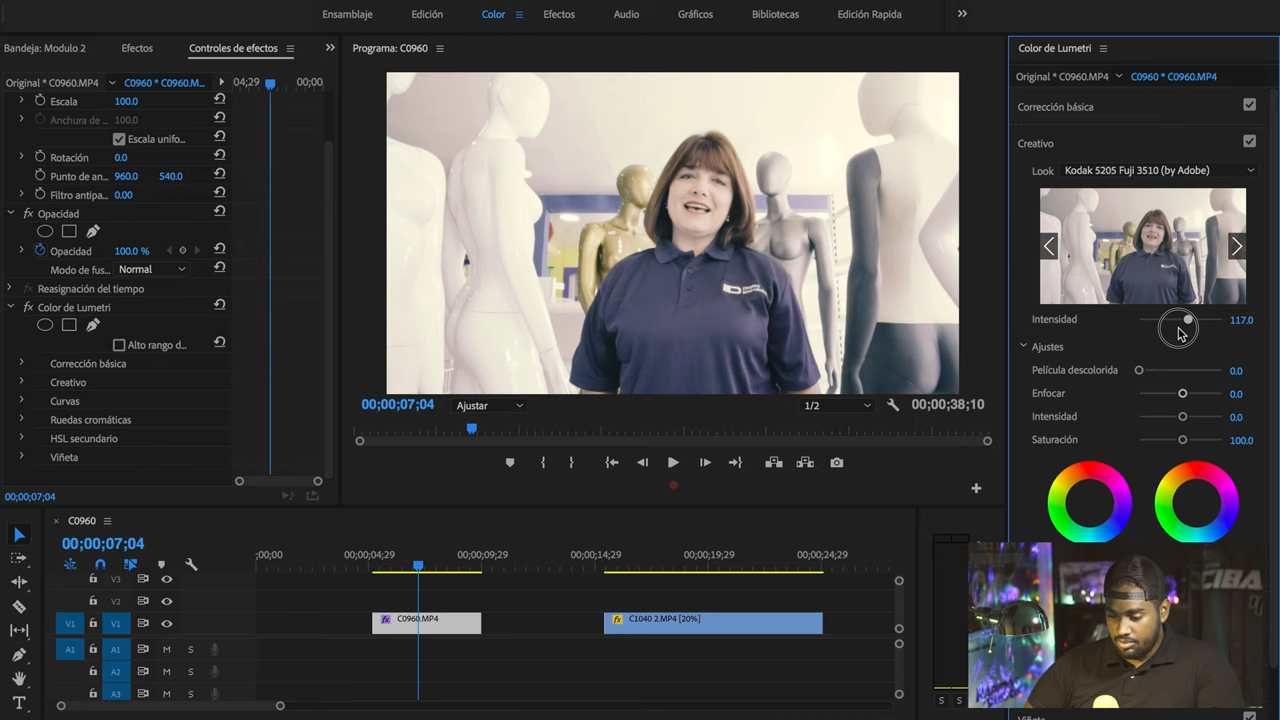 Ensamblaje
Edición
Color
Efectos
Audio
Gráficos
Bibliotecas
Edición Rapida
Bandeja: Modulo 2
Efectos
Controles de efectos
Original * C0960.MP4
C0960 * C0960.M...
04:29
00;00
Escala
100.0
Anchura de ...
100.0
Escala unifo...
Rotación
0.0
Punto de an...
960.0
540.0
Filtro antipa...
0.00
fx
Opacidad
Opacidad
100.0 %
Modo de fus...
Normal
Reasignación del tiempo
fx
Color de Lumetri
Alto rango d...
Corrección básica
Creativo
Curvas
Ruedas cromáticas
HSL secundario
Viñeta
00;00;07;04
Programa: C0960
00;00;07;04
Ajustar
1/2
00;00;38;10
Color de Lumetri
Original * C0960.MP4
C0960 * C0960.MP4
Corrección básica
Creativo
Look
Kodak 5205 Fuji 3510 (by Adobe)
Intensidad
117.0
Ajustes
Película descolorida
0.0
Enfocar
0.0
Intensidad
0.0
Saturación
100.0
C0960
00;00;07;04
;00;00
00;00;04;29
00;00;09;29
00;00;14;29
00;00;19;29
00;00;24;29
V3
V2
V1
V1
fx
C0960.MP4
fx
C1040 2.MP4 [20%]
A1
A1
M
S
A2
M
S
A3
M
S
T
S
S
CIBA
Viñeta